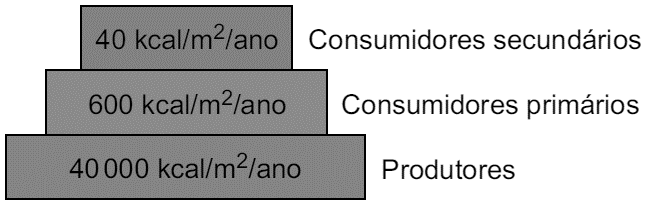 40 kcal/m²/ano Consumidores secundários
600 kcal/m²/ano Consumidores primários
40 000 kcal/m²/ano Produtores